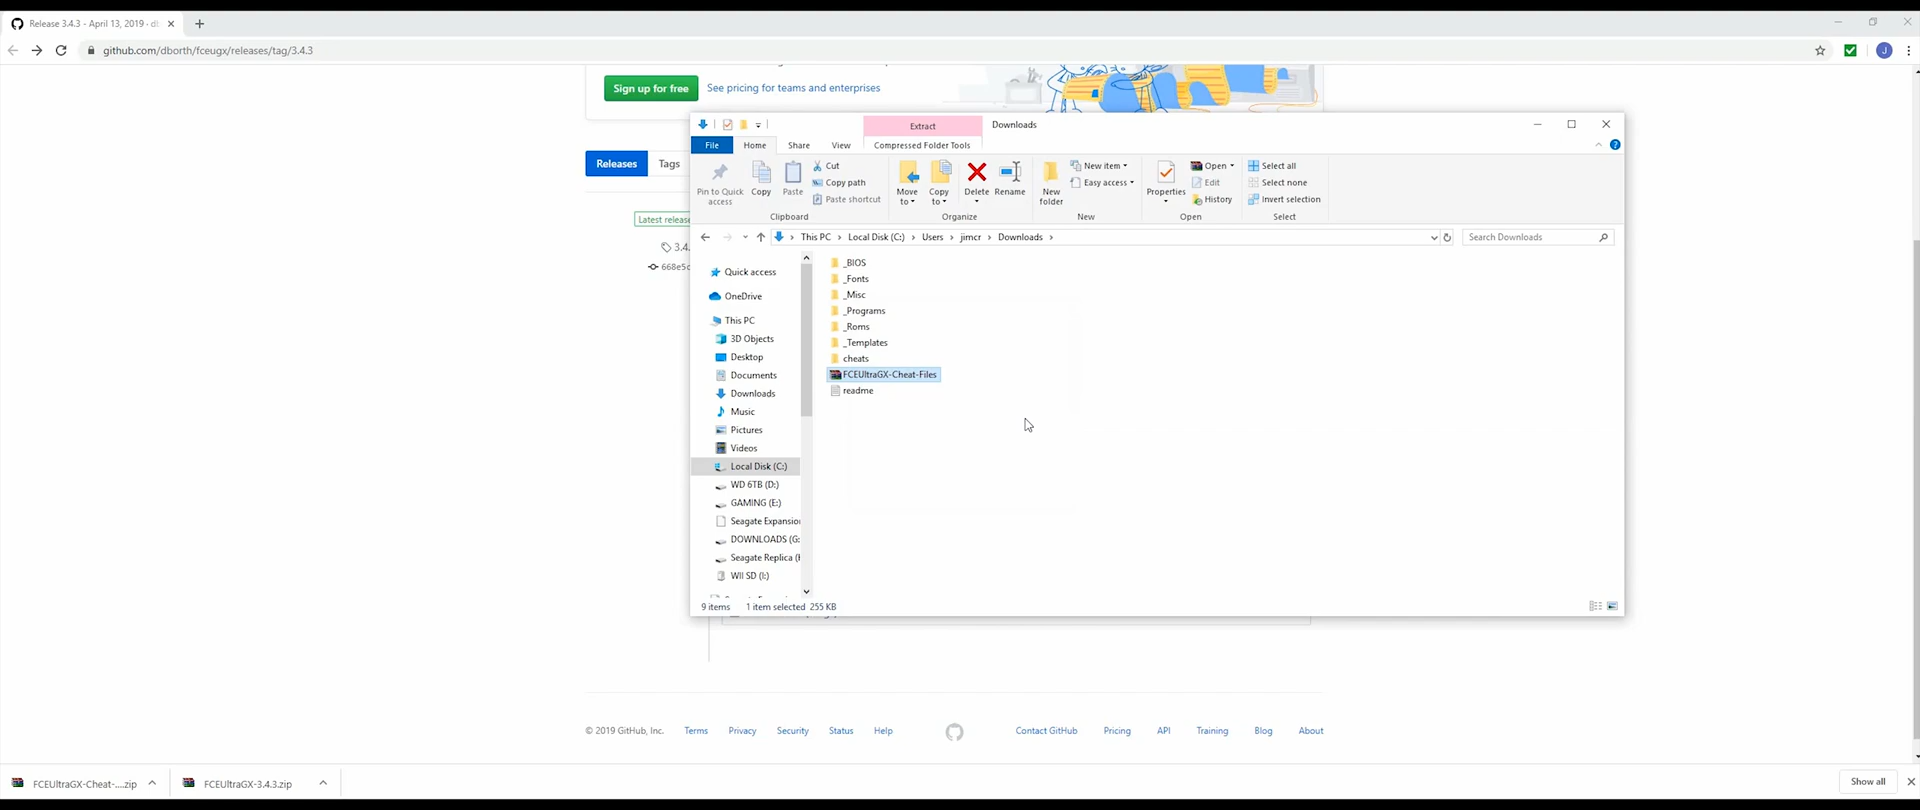 Release 3.4.3 - April 13, 2019 · db
github.com/dborth/fceugx/releases/tag/3.4.3
J
Sign up for free
See pricing for teams and enterprises
Releases
Tags
Latest release
3.4.
668e5c
Extract
Downloads
File
Home
Share
View
Compressed Folder Tools
Pin to Quick access
Copy
Paste
Cut
Copy path
Paste shortcut
Move to
Copy to
Delete
Rename
New folder
New item
Easy access
Properties
Open
Edit
History
Select all
Select none
Invert selection
Clipboard
Organize
New
Open
Select
This PC > Local Disk (C:) > Users > jimcr > Downloads >
Search Downloads
Quick access
OneDrive
This PC
3D Objects
Desktop
Documents
Downloads
Music
Pictures
Videos
Local Disk (C:)
WD 6TB (D:)
GAMING (E:)
Seagate Expansion
DOWNLOADS (G:
Seagate Replica (
WII SD (I:)
_BIOS
_Fonts
_Misc
_Programs
_Roms
_Templates
cheats
FCEUltraGX-Cheat-Files
readme
9 items
1 item selected 255 KB
© 2019 GitHub, Inc.
Terms
Privacy
Security
Status
Help
Contact GitHub
Pricing
API
Training
Blog
About
FCEUltraGX-Cheat-....zip
FCEUltraGX-3.4.3.zip
Show all